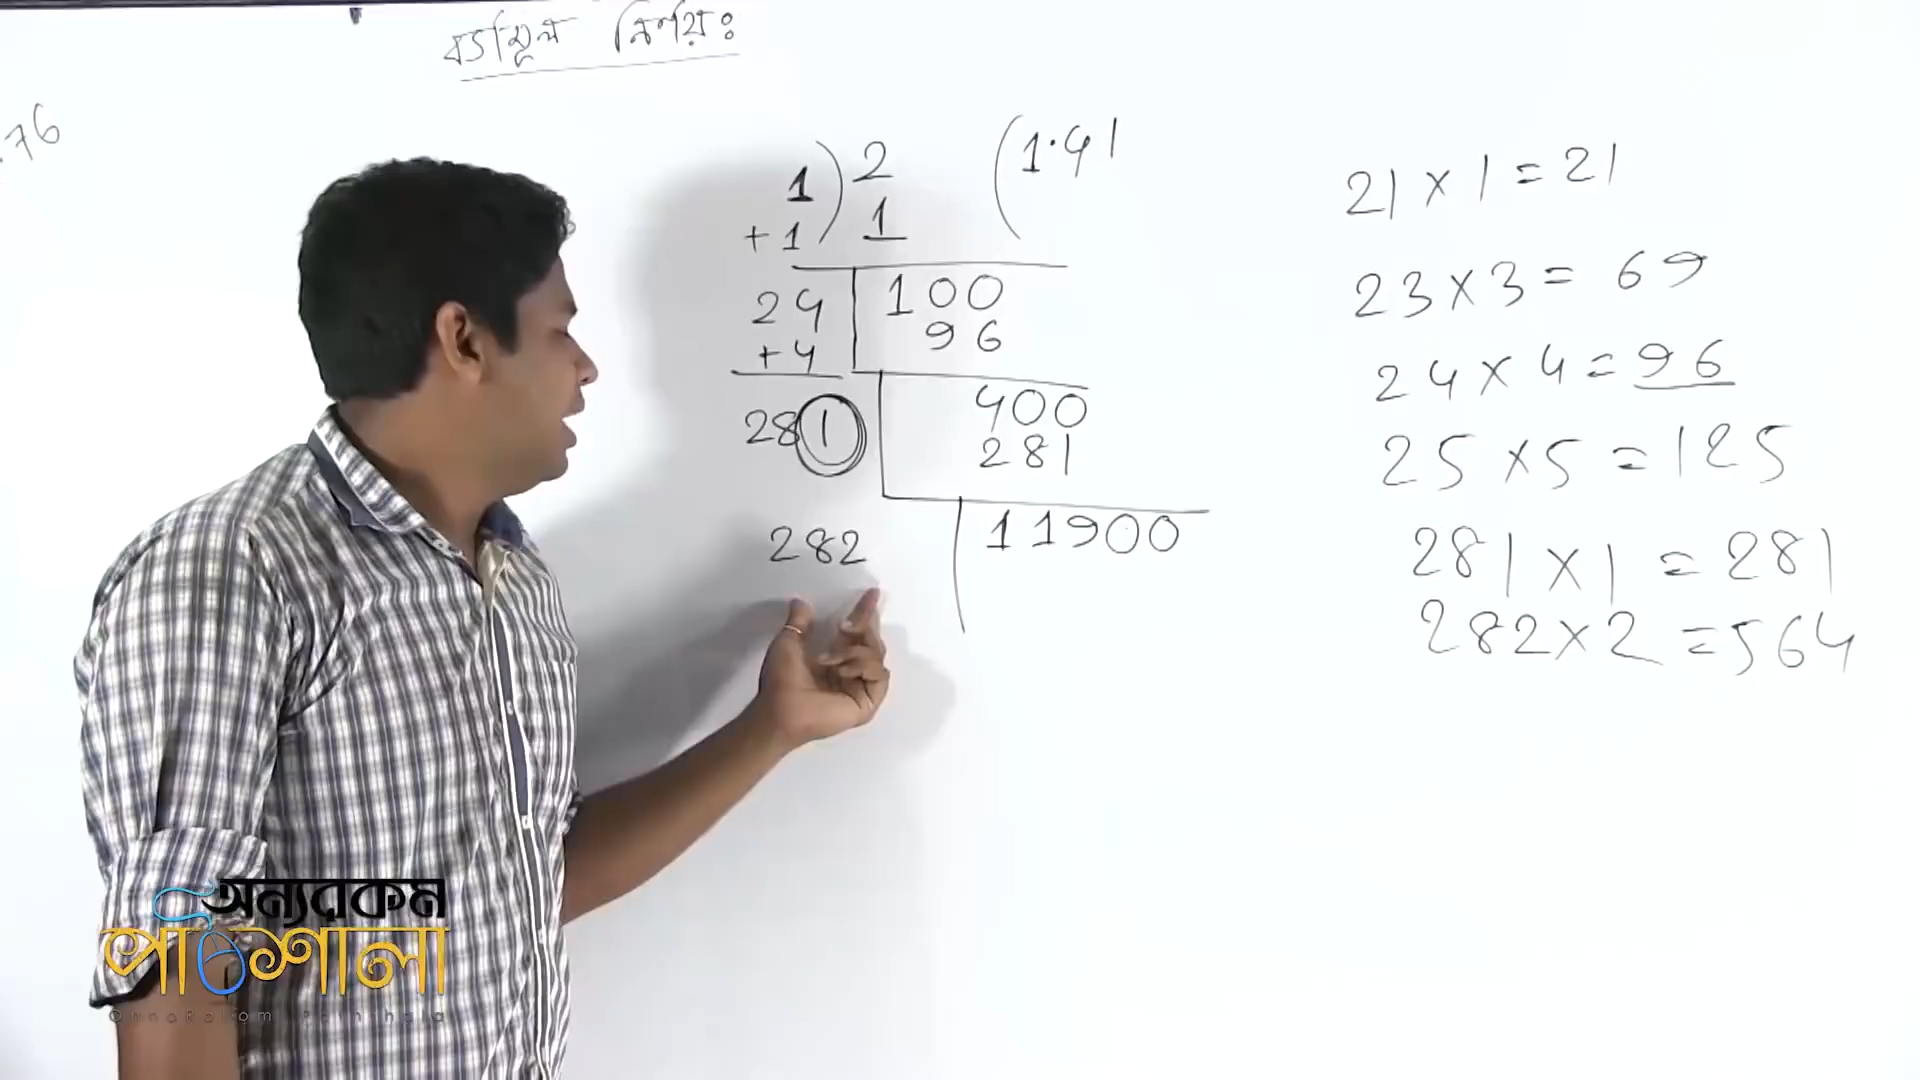 বর্গমূল নির্ণয়ঃ
.76
1 ) 2 ( 1.41
+ 1 1
24 100
+4 96
281 400
281
282 11900
21 × 1 = 21
23 × 3 = 69
24 × 4 = 96
25 × 5 = 125
281 × 1 = 281
282 × 2 = 564
অন্যরকম
পাঠশালা
OnnoRokom Pathshala